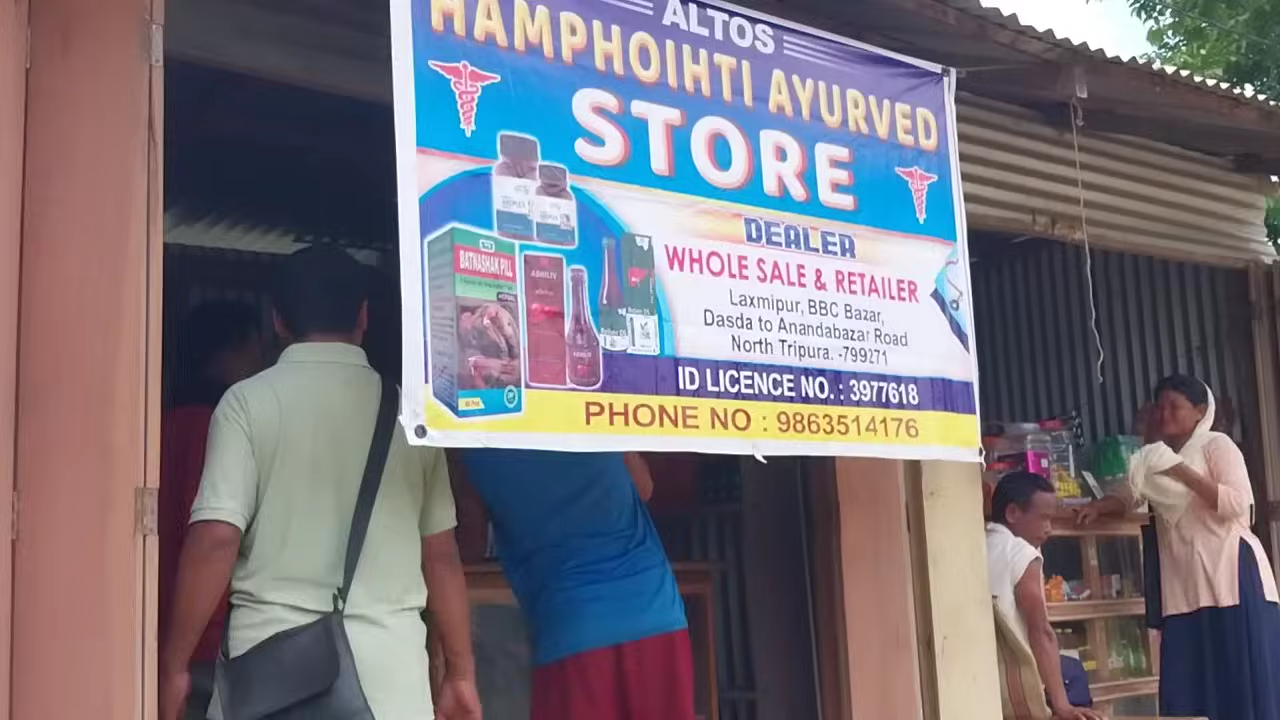 ALTOS
HAMPHOIHTI AYURVED
STORE
DEALER
WHOLE SALE & RETAILER
Laxmipur, BBC Bazar,
Dasda to Anandabazar Road
North Tripura. -799271
ID LICENCE NO. : 3977618
PHONE NO : 9863514176
BATNASHAK PILL